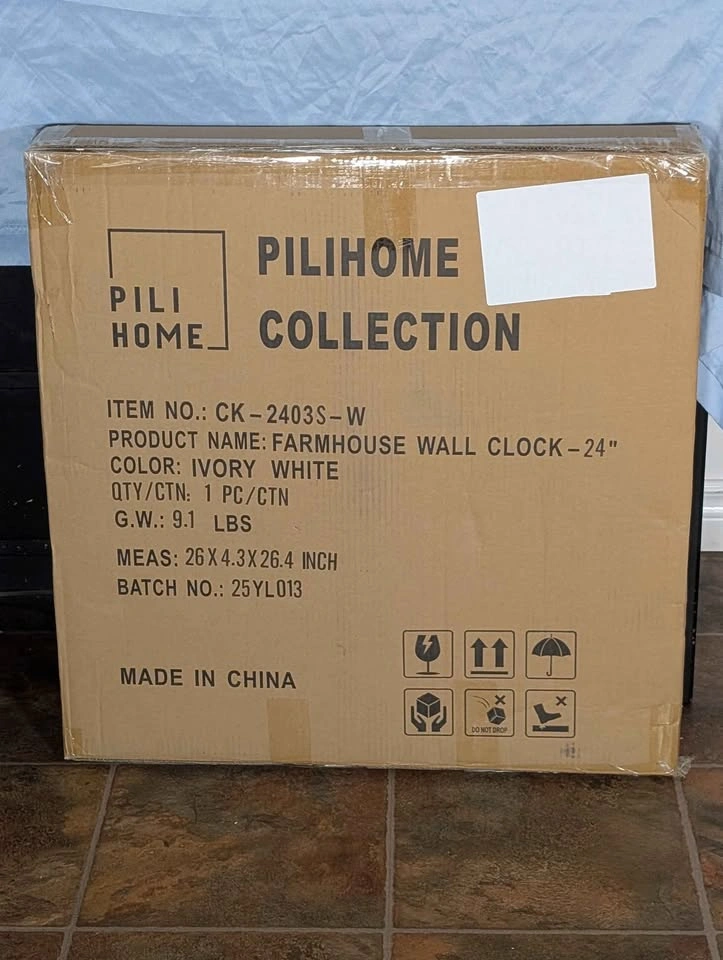 PILI
HOME
PILIHOME
COLLECTION
ITEM NO.: CK-2403S-W
PRODUCT NAME: FARMHOUSE WALL CLOCK-24"
COLOR: IVORY WHITE
QTY/CTN: 1 PC/CTN
G.W.: 9.1 LBS
MEAS: 26X4.3X26.4 INCH
BATCH NO.: 25YL013
MADE IN CHINA
DO NOT DROP